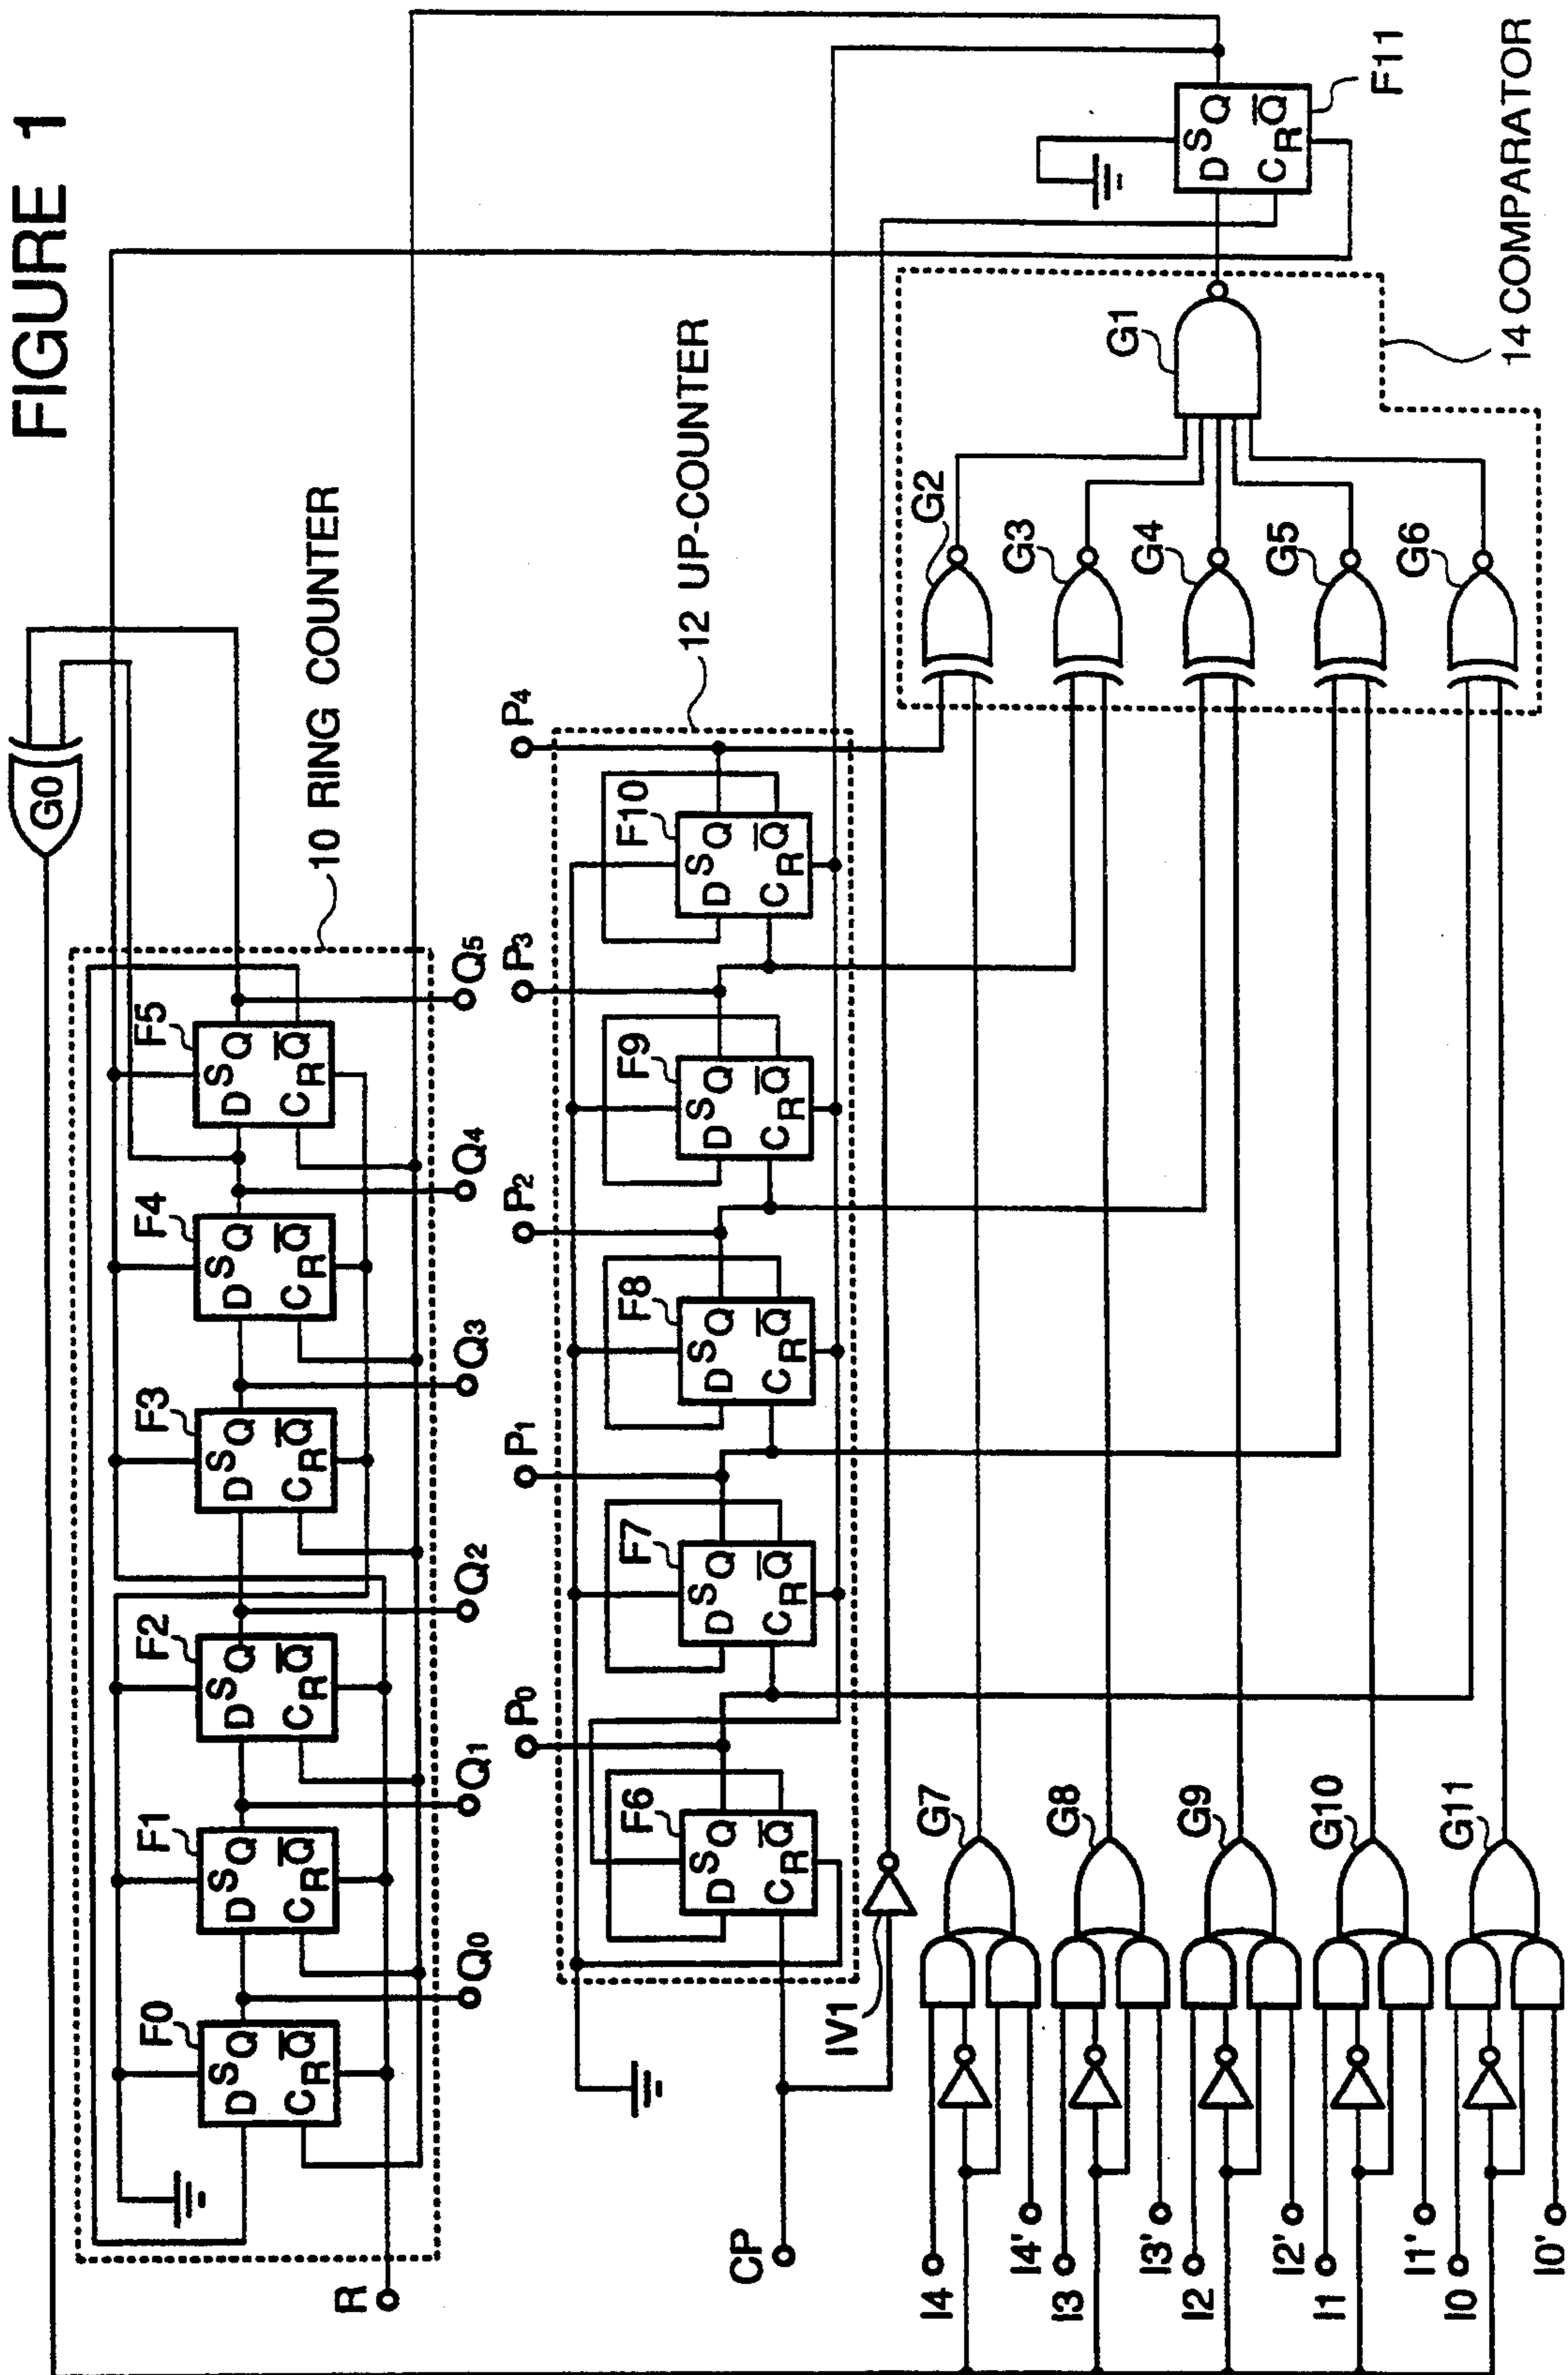 FIGURE 1
G0
10 RING COUNTER
F0
F1
F2
F3
F4
F5
D S Q C R Q̅
D S Q C R Q̅
D S Q C R Q̅
D S Q C R Q̅
D S Q C R Q̅
D S Q C R Q̅
R
Q0
Q1
Q2
Q3
Q4
Q5
12 UP-COUNTER
P0
P1
P2
P3
P4
F6
F7
F8
F9
F10
D S Q C R Q̅
D S Q C R Q̅
D S Q C R Q̅
D S Q C R Q̅
D S Q C R Q̅
CP
IV1
D S Q C R Q̅
F11
I4
I4'
I3
I3'
I2
I2'
I1
I1'
I0
I0'
G7
G8
G9
G10
G11
G2
G3
G4
G5
G6
G1
14 COMPARATOR